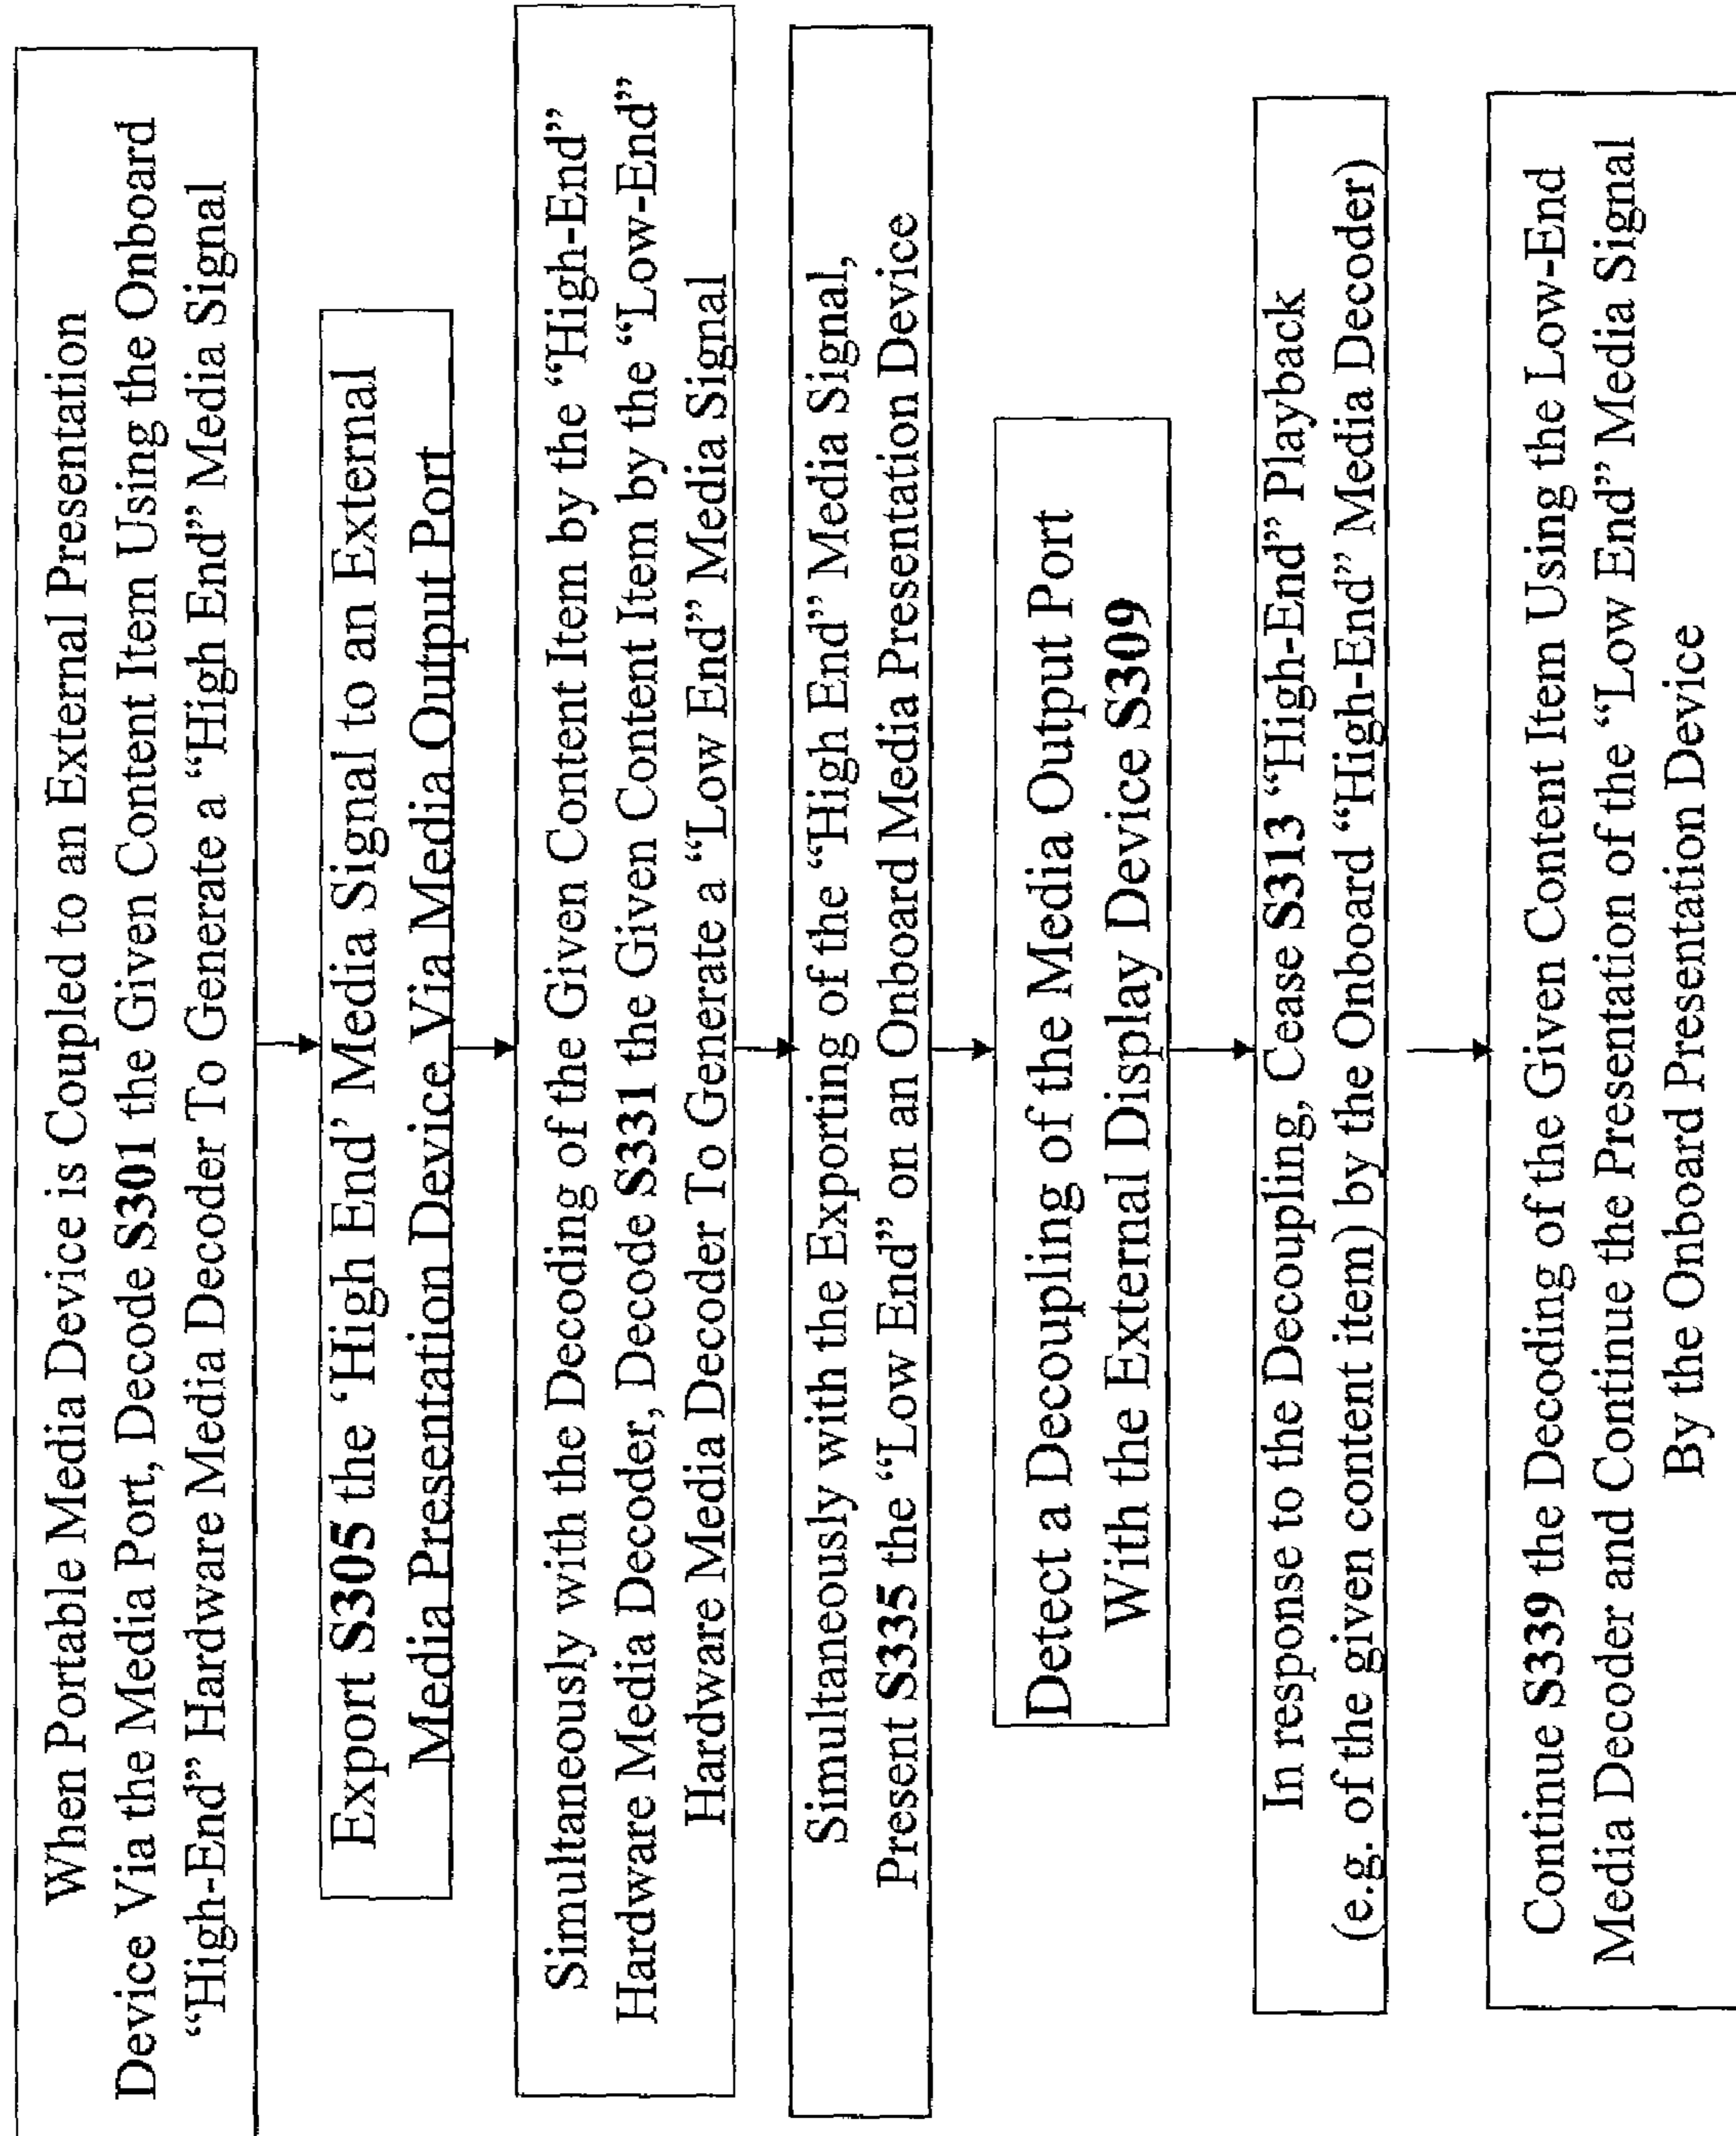 When Portable Media Device is Coupled to an External Presentation
Device Via the Media Port, Decode S301 the Given Content Item Using the Onboard
“High-End” Hardware Media Decoder To Generate a “High End” Media Signal
Export S305 the ‘High End’ Media Signal to an External
Media Presentation Device Via Media Output Port
Simultaneously with the Decoding of the Given Content Item by the “High-End”
Hardware Media Decoder, Decode S331 the Given Content Item by the “Low-End”
Hardware Media Decoder To Generate a “Low End” Media Signal
Simultaneously with the Exporting of the “High End” Media Signal,
Present S335 the “Low End” on an Onboard Media Presentation Device
Detect a Decoupling of the Media Output Port
With the External Display Device S309
In response to the Decoupling, Cease S313 “High-End” Playback
(e.g. of the given content item) by the Onboard “High-End” Media Decoder)
Continue S339 the Decoding of the Given Content Item Using the Low-End
Media Decoder and Continue the Presentation of the “Low End” Media Signal
By the Onboard Presentation Device